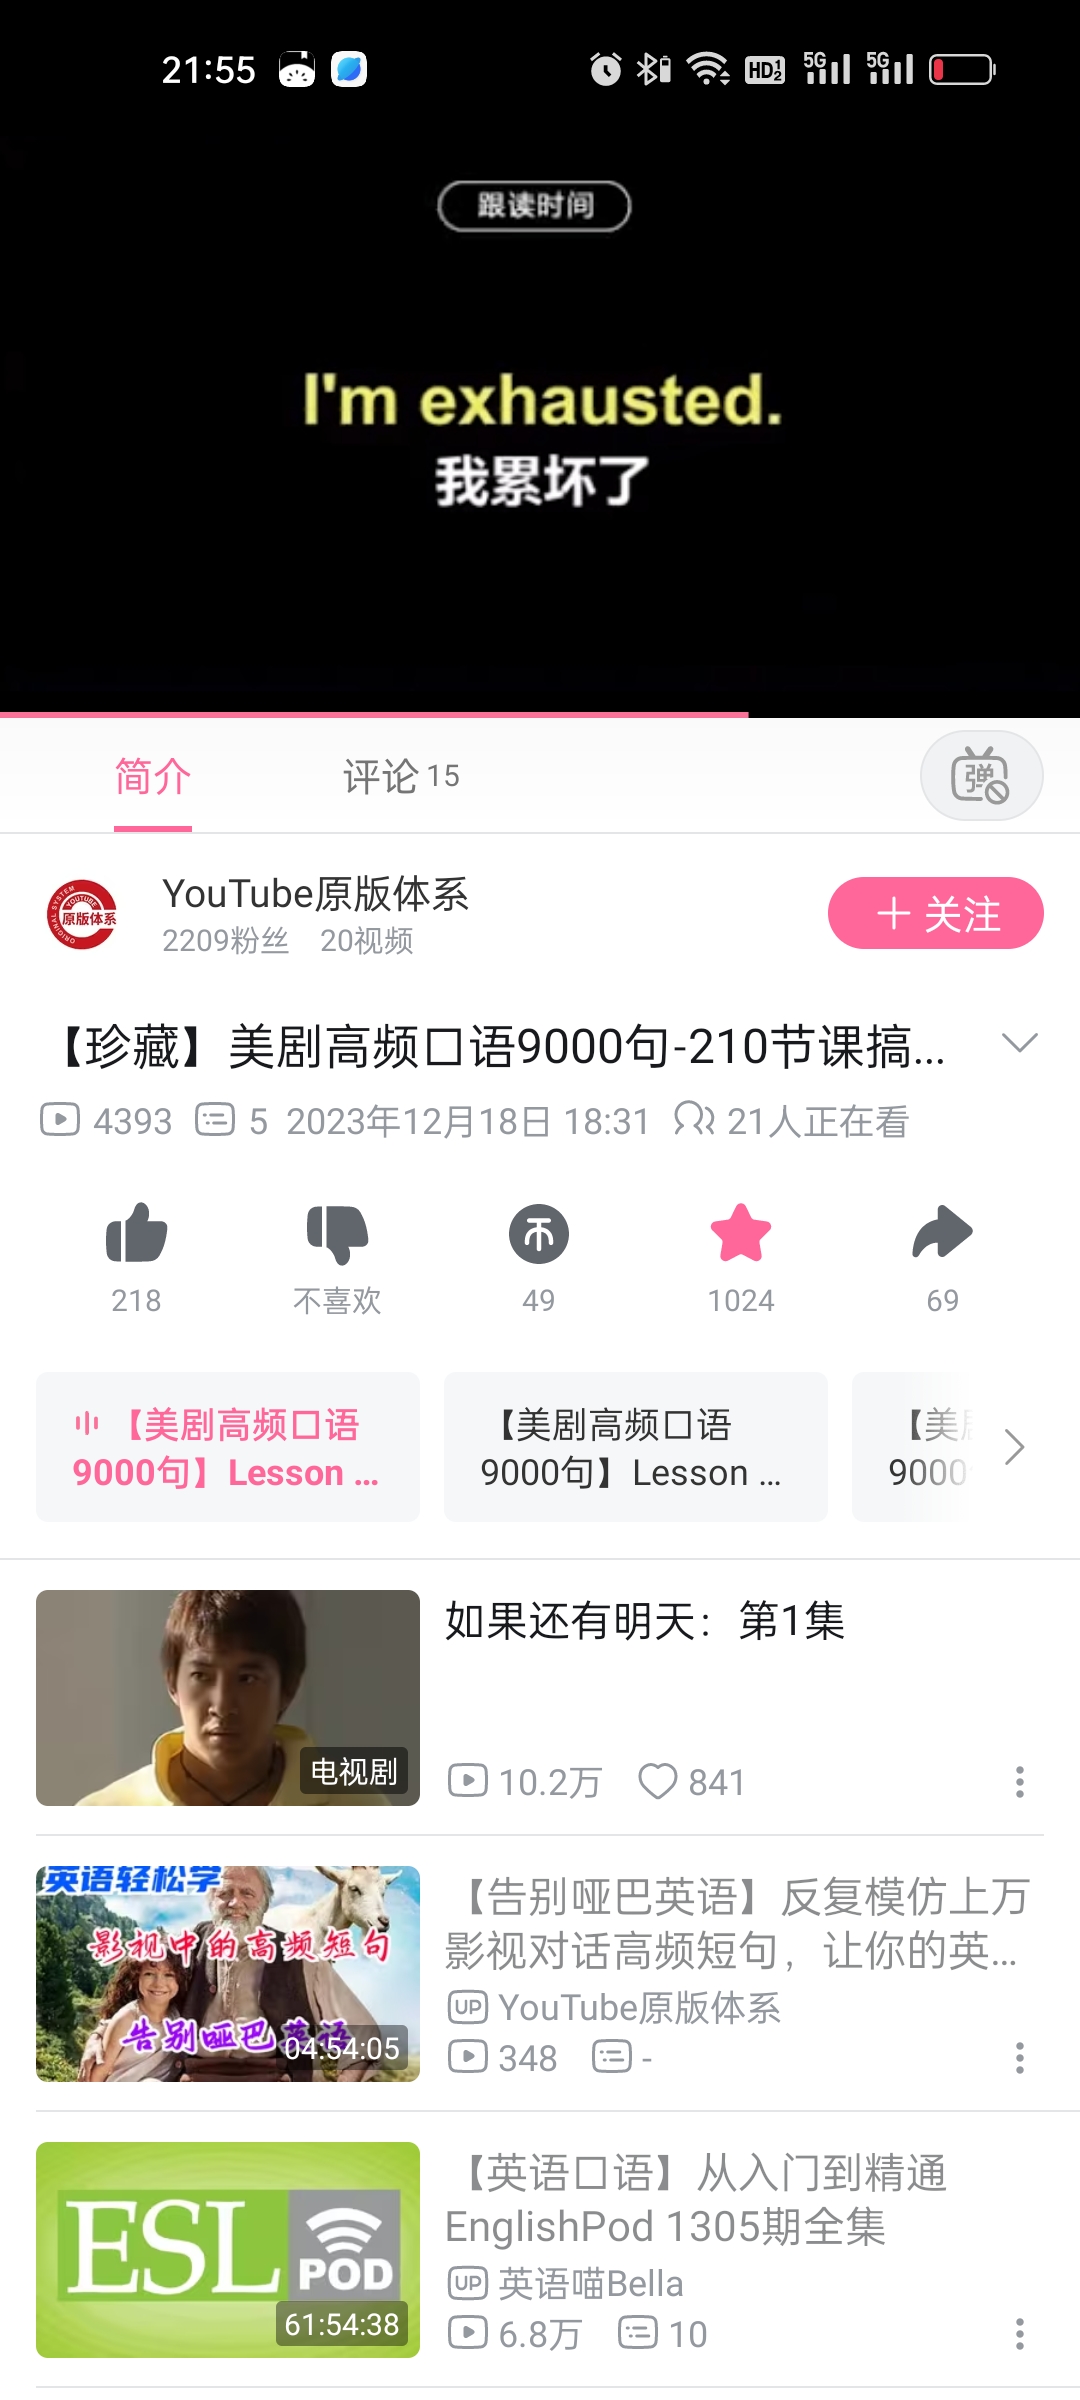 21:55
HD 1 2 5G 5G
跟读时间
I'm exhausted.
我累坏了
简介
评论 15
弹
YouTube原版体系
2209粉丝 20视频
+ 关注
【珍藏】美剧高频口语9000句-210节课搞...
4393 5 2023年12月18日 18:31 21人正在看
218
不喜欢
49
1024
69
【美剧高频口语
9000句】Lesson ...
【美剧高频口语
9000句】Lesson ...
【美
9000
如果还有明天：第1集
电视剧
10.2万 841
英语轻松学
影视中的高频短句
告别哑巴英语
04:54:05
【告别哑巴英语】反复模仿上万
影视对话高频短句，让你的英...
UP YouTube原版体系
348 -
ESL
POD
61:54:38
【英语口语】从入门到精通
EnglishPod 1305期全集
UP 英语喵Bella
6.8万 10